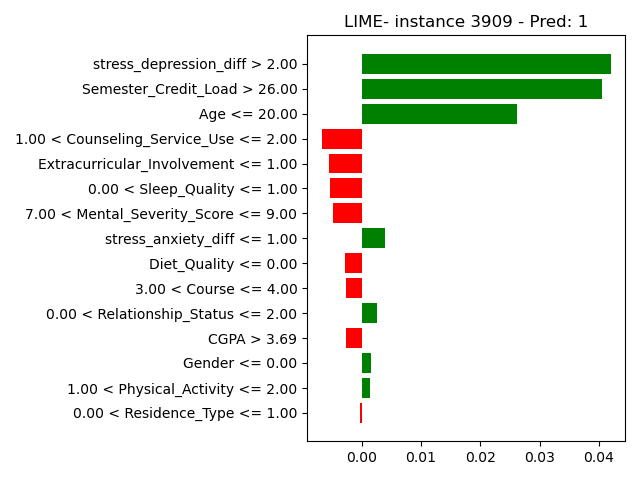 LIME- instance 3909 - Pred: 1
stress_depression_diff > 2.00
Semester_Credit_Load > 26.00
Age <= 20.00
1.00 < Counseling_Service_Use <= 2.00
Extracurricular_Involvement <= 1.00
0.00 < Sleep_Quality <= 1.00
7.00 < Mental_Severity_Score <= 9.00
stress_anxiety_diff <= 1.00
Diet_Quality <= 0.00
3.00 < Course <= 4.00
0.00 < Relationship_Status <= 2.00
CGPA > 3.69
Gender <= 0.00
1.00 < Physical_Activity <= 2.00
0.00 < Residence_Type <= 1.00
0.00 0.01 0.02 0.03 0.04